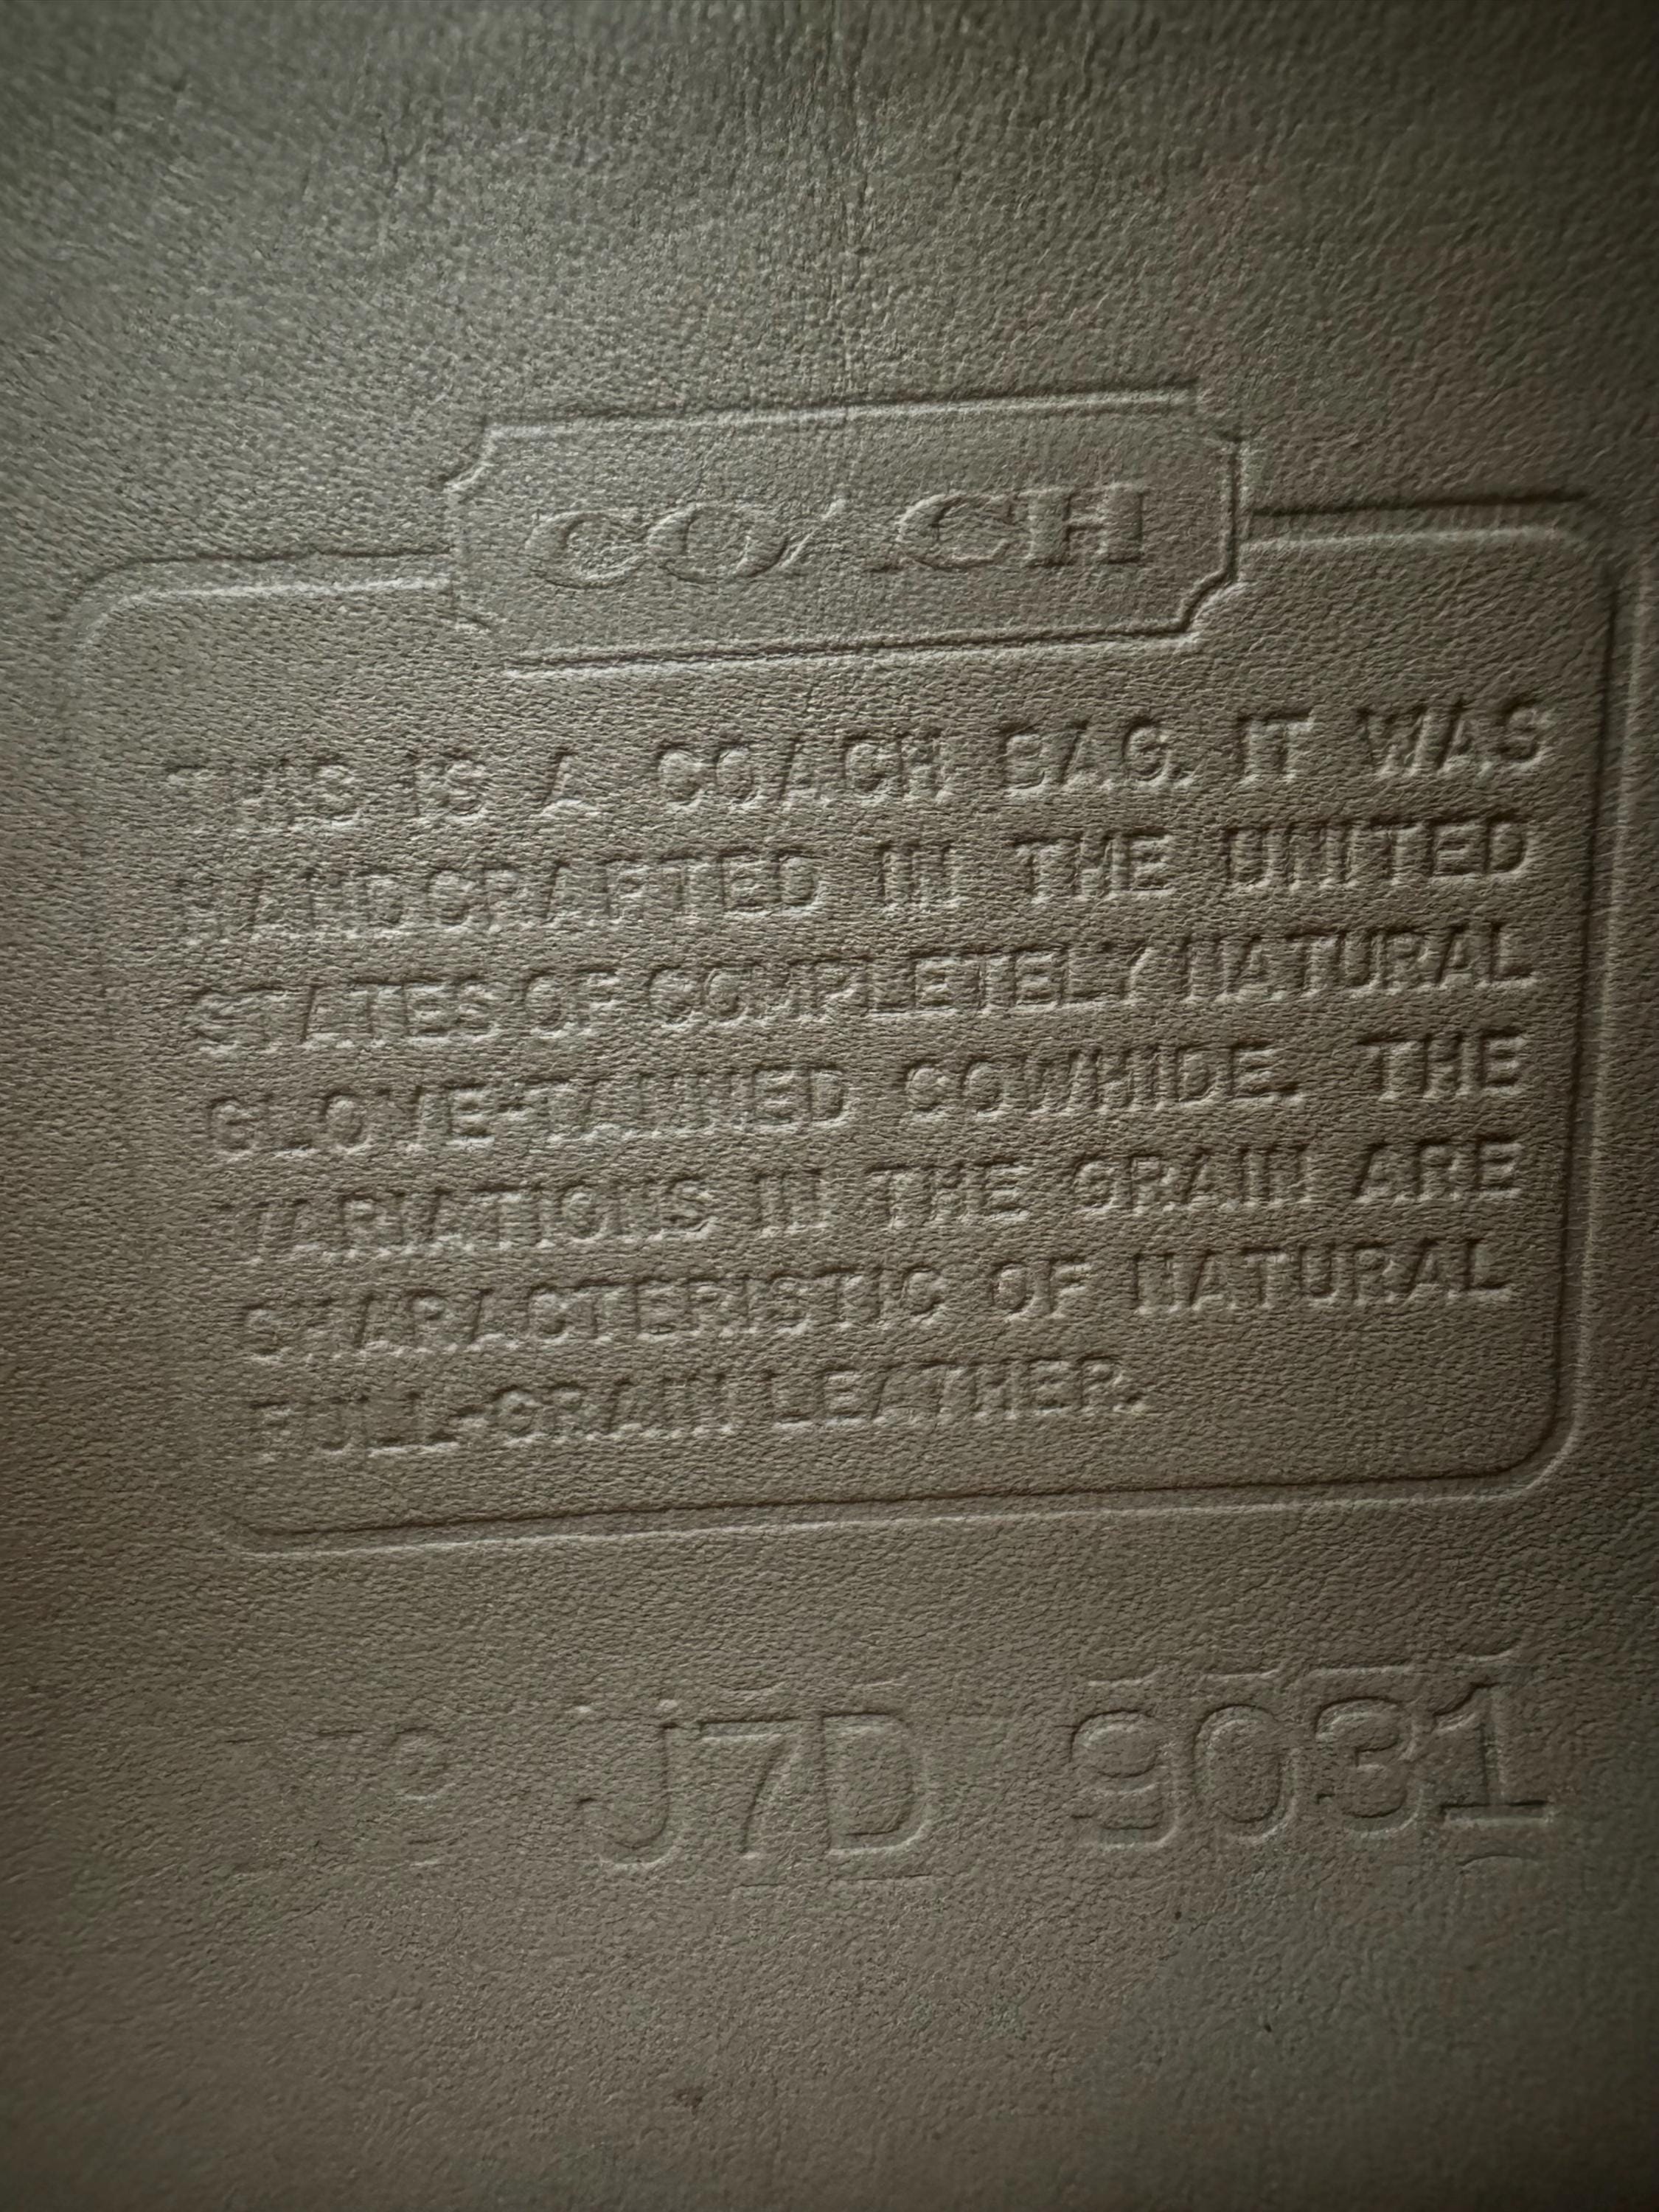 COACH
THIS IS A COACH BAG. IT WAS
HANDCRAFTED IN THE UNITED
STATES OF COMPLETELY NATURAL
GLOVE-TANNED COWHIDE. THE
VARIATIONS IN THE GRAIN ARE
CHARACTERISTIC OF NATURAL
FULL-GRAIN LEATHER.
J7D 9031